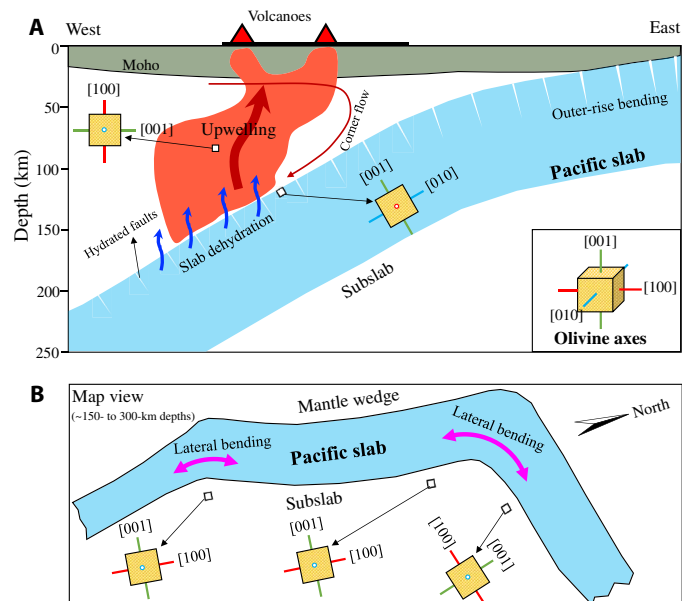 A
West
Volcanoes
East
0
Moho
[100]
50
[001]
Upwelling
Corner flow
Outer-rise bending
Depth (km)
100
[001]
[010]
Pacific slab
150
Hydrated faults
Slab dehydration
Subslab
200
250
[001]
[100]
[010]
Olivine axes
B
Map view
(~150- to 300-km depths)
Mantle wedge
North
Lateral bending
Pacific slab
Lateral bending
Subslab
[001]
[100]
[001]
[100]
[100]
[001]